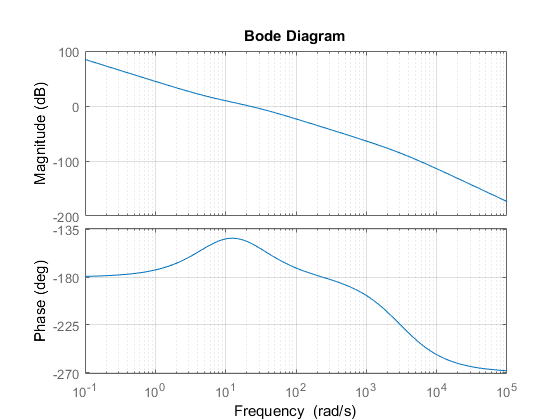 Bode Diagram
100
0
-100
-200
Magnitude (dB)
-135
-180
-225
-270
Phase (deg)
10^-1 10^0 10^1 10^2 10^3 10^4 10^5
Frequency (rad/s)